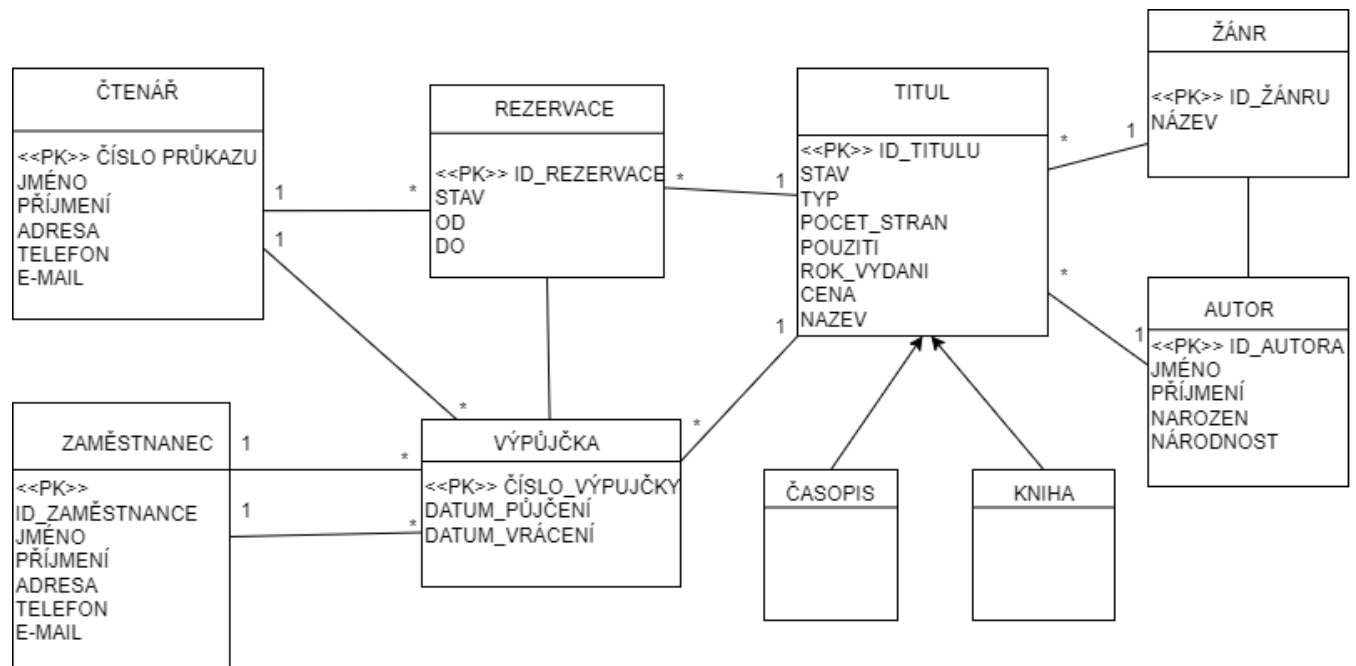 ČTENÁŘ
<<PK>> ČÍSLO PRŮKAZU
JMÉNO
PŘÍJMENÍ
ADRESA
TELEFON
E-MAIL
1
*
1
*
REZERVACE
<<PK>> ID_REZERVACE
STAV
OD
DO
*
1
TITUL
<<PK>> ID_TITULU
STAV
TYP
POCET_STRAN
POUZITI
ROK_VYDANI
CENA
NAZEV
*
1
ŽÁNR
<<PK>> ID_ŽÁNRU
NÁZEV
*
1
AUTOR
<<PK>> ID_AUTORA
JMÉNO
PŘÍJMENÍ
NAROZEN
NÁRODNOST
ZAMĚSTNANEC
<<PK>>
ID_ZAMĚSTNANCE
JMÉNO
PŘÍJMENÍ
ADRESA
TELEFON
E-MAIL
1
*
1
*
VÝPŮJČKA
<<PK>> ČÍSLO_VÝPUJČKY
DATUM_PŮJČENÍ
DATUM_VRÁCENÍ
*
1
ČASOPIS
KNIHA